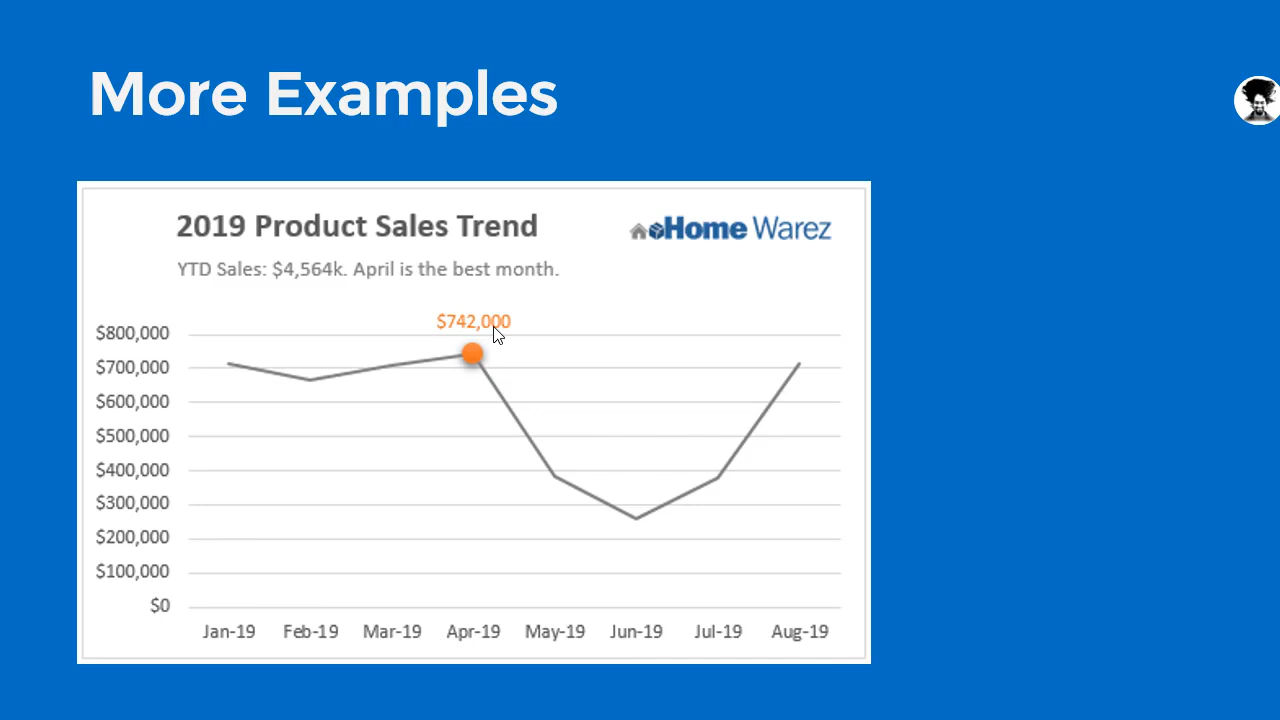 More Examples
2019 Product Sales Trend
Home Warez
YTD Sales: $4,564k. April is the best month.
$742,000
$800,000
$700,000
$600,000
$500,000
$400,000
$300,000
$200,000
$100,000
$0
Jan-19 Feb-19 Mar-19 Apr-19 May-19 Jun-19 Jul-19 Aug-19